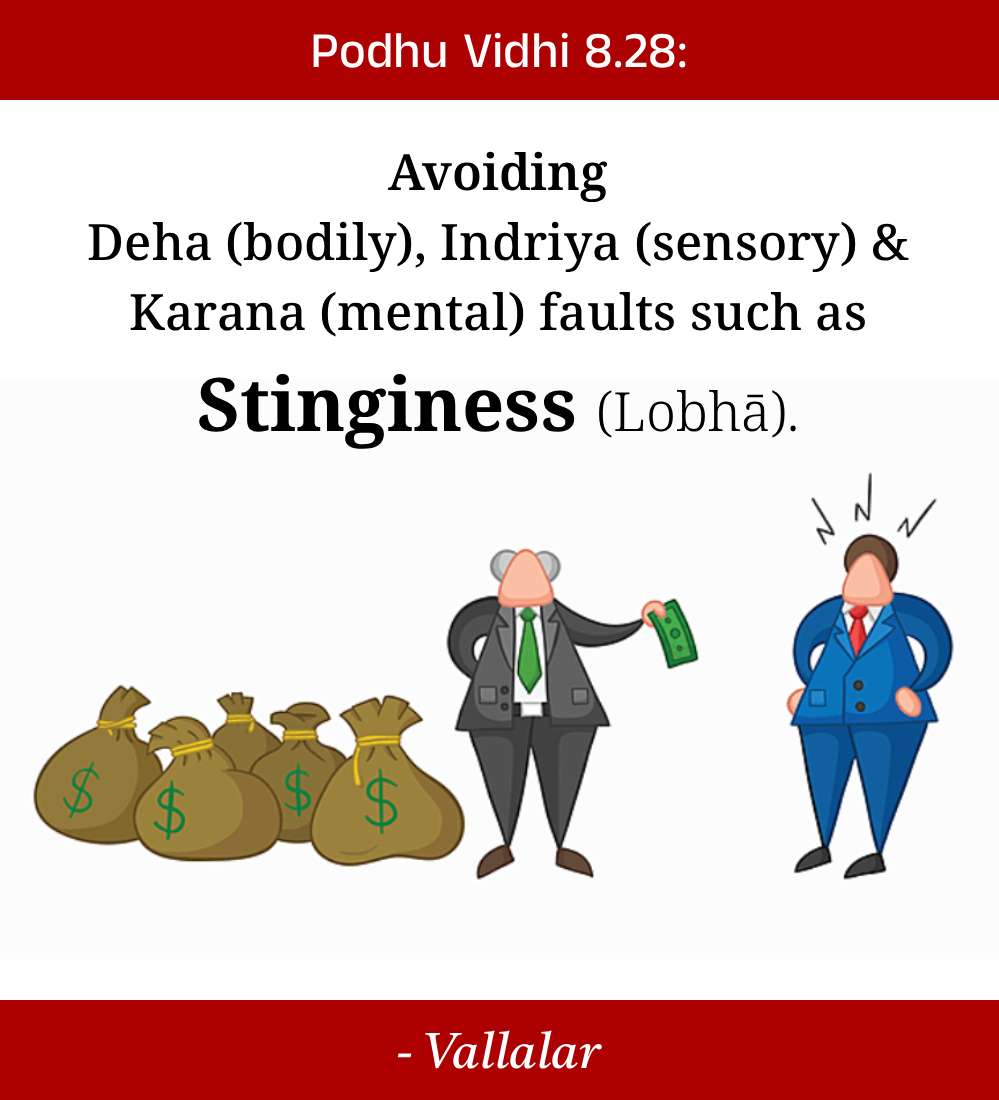 Podhu Vidhi 8.28:
Avoiding
Deha (bodily), Indriya (sensory) &
Karana (mental) faults such as
Stinginess (Lobhā).
$ $ $ $
- Vallalar